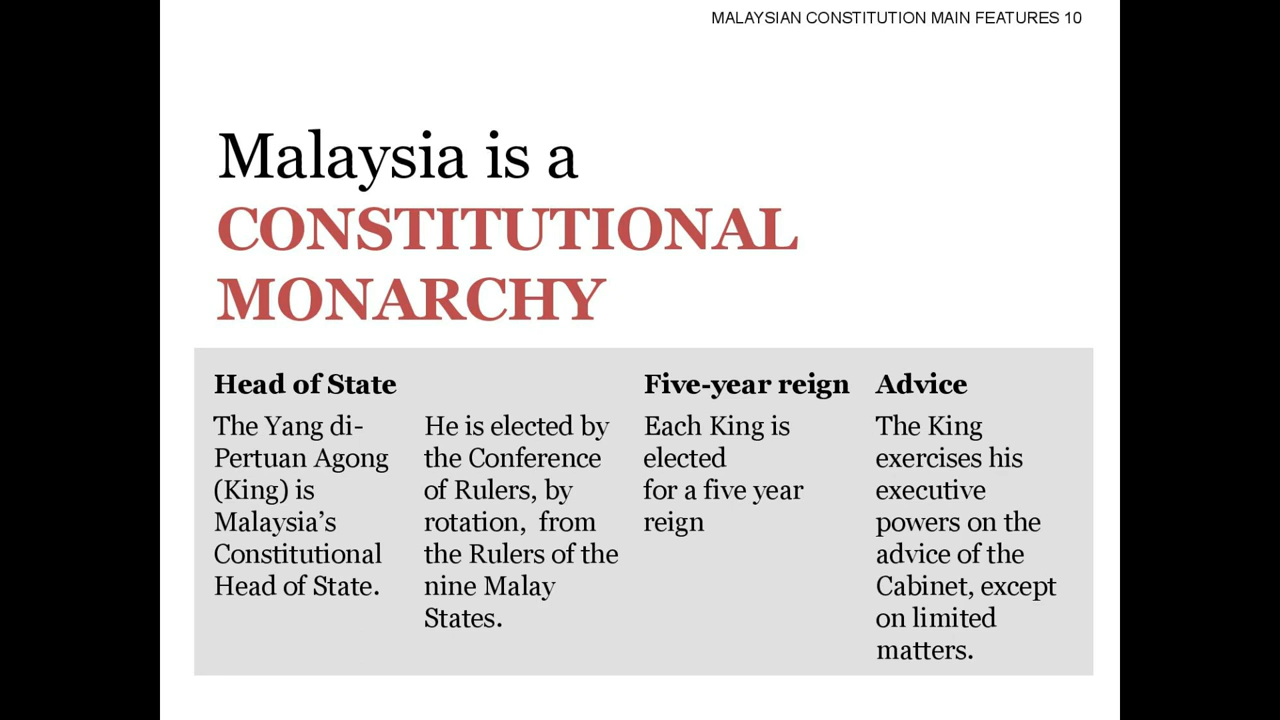 MALAYSIAN CONSTITUTION MAIN FEATURES 10
Malaysia is a
CONSTITUTIONAL
MONARCHY
Head of State
The Yang di-
Pertuan Agong
(King) is
Malaysia's
Constitutional
Head of State.
He is elected by
the Conference
of Rulers, by
rotation, from
the Rulers of the
nine Malay
States.
Five-year reign
Each King is
elected
for a five year
reign
Advice
The King
exercises his
executive
powers on the
advice of the
Cabinet, except
on limited
matters.